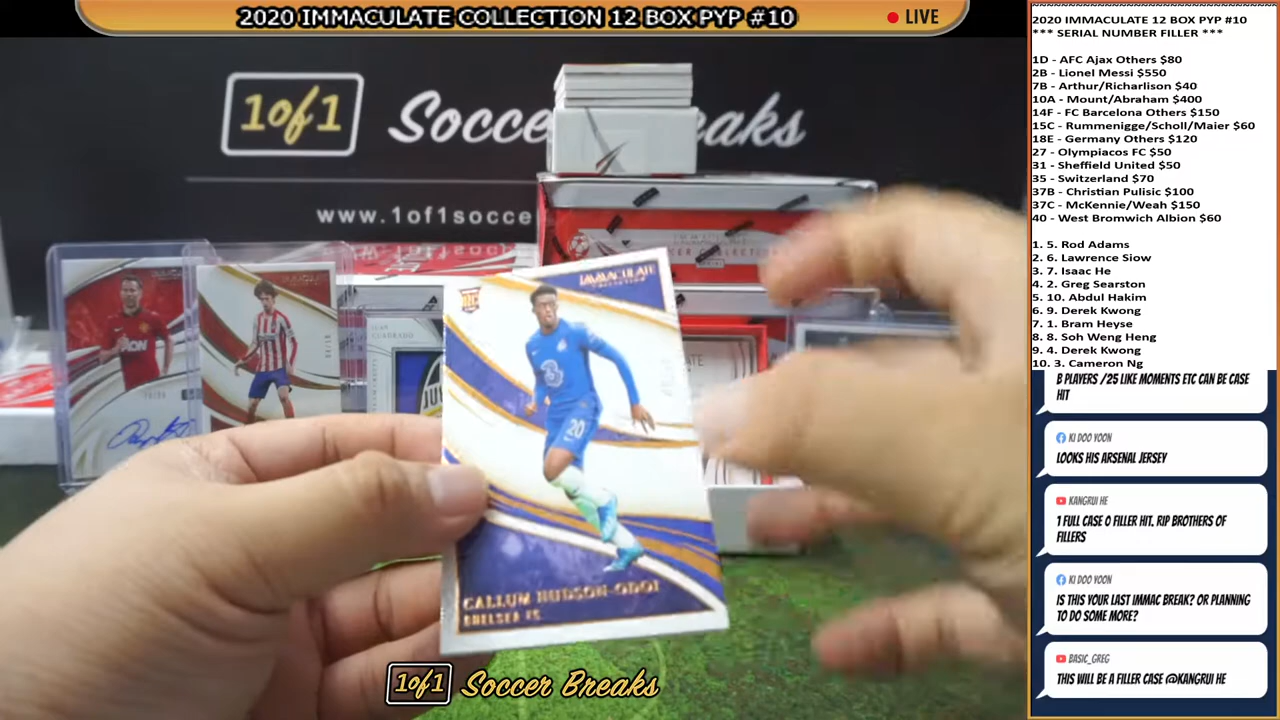 2020 IMMACULATE COLLECTION 12 BOX PYP #10
LIVE
1of1
Soccer Breaks
www.1of1soccer
IMMACULATE
COLLECTION
RC
20
CALLUM HUDSON-ODOI
CHELSEA FC
AON
1of1 Soccer Breaks
2020 IMMACULATE 12 BOX PYP #10
*** SERIAL NUMBER FILLER ***
1D - AFC Ajax Others $80
2B - Lionel Messi $550
7B - Arthur/Richarlison $40
10A - Mount/Abraham $400
14F - FC Barcelona Others $150
15C - Rummenigge/Scholl/Maier $60
18E - Germany Others $120
27 - Olympiacos FC $50
31 - Sheffield United $50
35 - Switzerland $70
37B - Christian Pulisic $100
37C - McKennie/Weah $150
40 - West Bromwich Albion $60
1. 5. Rod Adams
2. 6. Lawrence Siow
3. 7. Isaac He
4. 2. Greg Searston
5. 10. Abdul Hakim
6. 9. Derek Kwong
7. 1. Bram Heyse
8. 8. Soh Weng Heng
9. 4. Derek Kwong
10. 3. Cameron Ng
B PLAYERS /25 LIKE MOMENTS ETC CAN BE CASE
HIT
KI DOO YOON
LOOKS HIS ARSENAL JERSEY
KANGRUI HE
1 FULL CASE 0 FILLER HIT. RIP BROTHERS OF
FILLERS
KI DOO YOON
IS THIS YOUR LAST IMMAC BREAK? OR PLANNING
TO DO SOME MORE?
BASIC_GREG
THIS WILL BE A FILLER CASE @KANGRUI HE